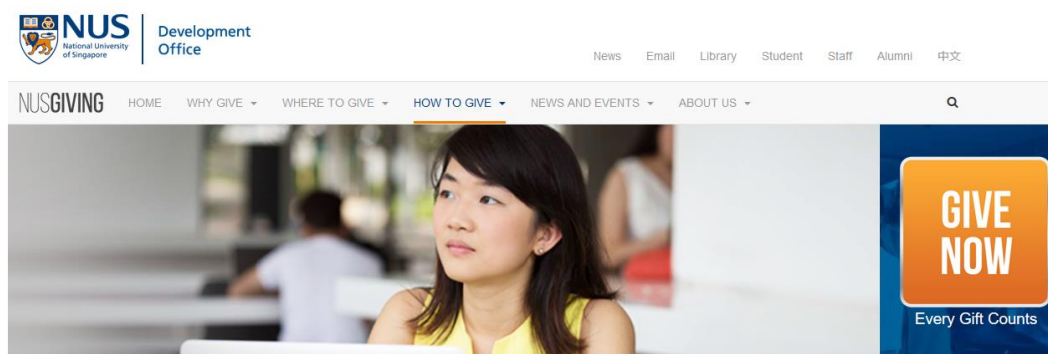 NUS
National University
of Singapore
Development
Office
News Email Library Student Staff Alumni 中文
NUSGIVING HOME WHY GIVE WHERE TO GIVE HOW TO GIVE NEWS AND EVENTS ABOUT US
GIVE
NOW
Every Gift Counts